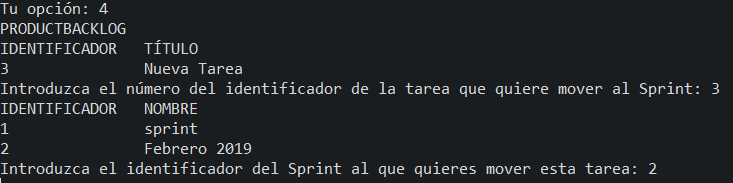 Tu opción: 4
PRODUCTBACKLOG
IDENTIFICADOR   TÍTULO
3               Nueva Tarea
Introduzca el número del identificador de la tarea que quiere mover al Sprint: 3
IDENTIFICADOR   NOMBRE
1               sprint
2               Febrero 2019
Introduzca el identificador del Sprint al que quieres mover esta tarea: 2